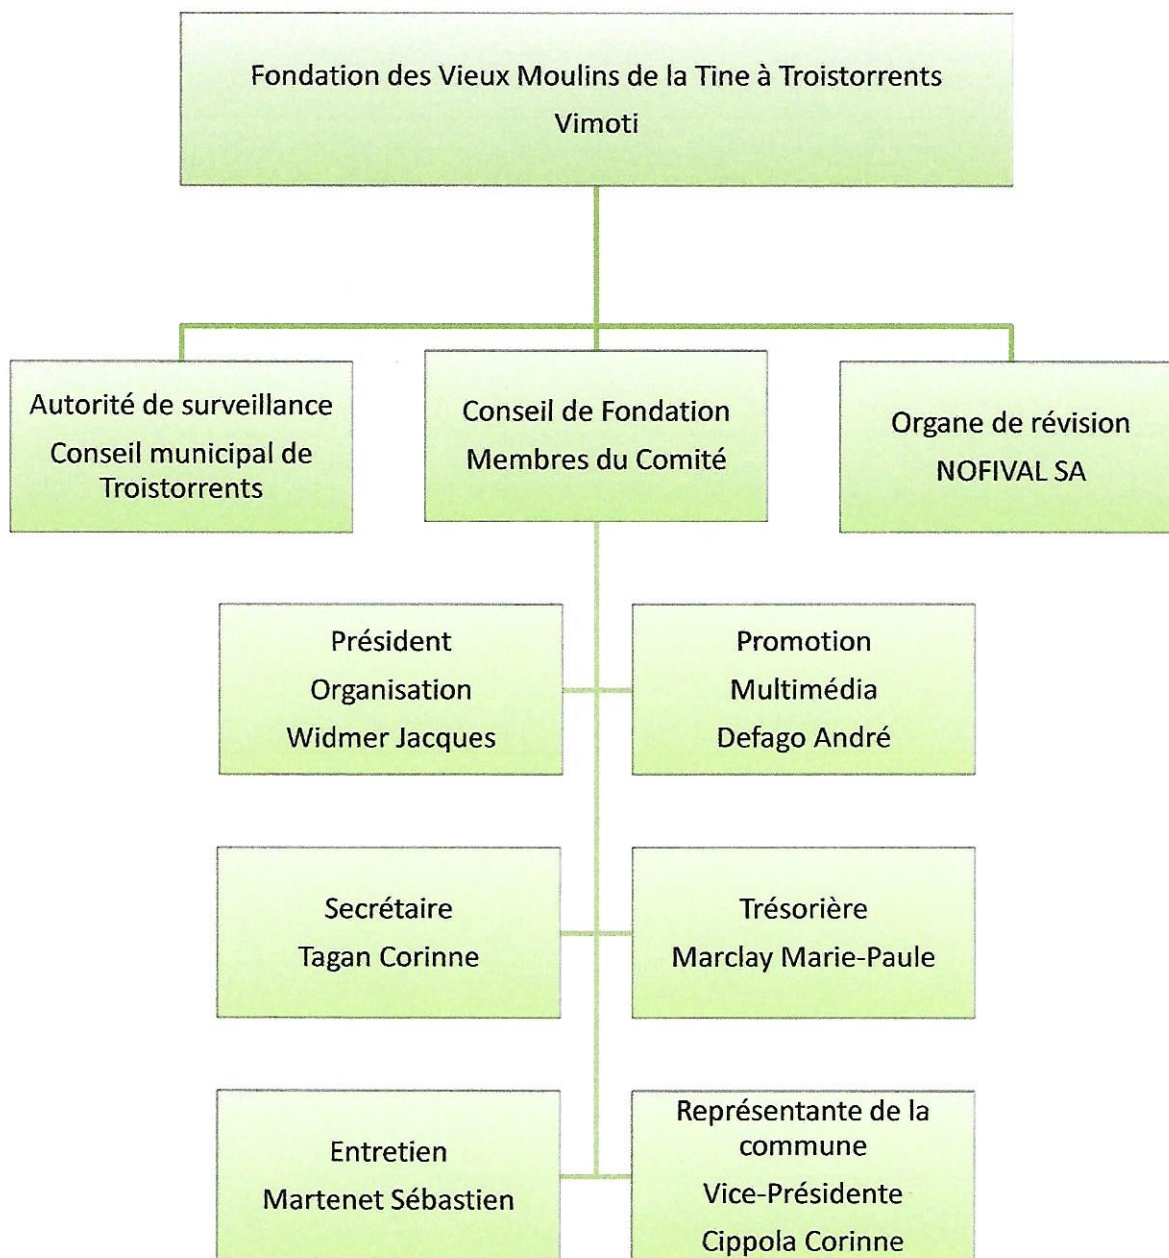 Fondation des Vieux Moulins de la Tine à Troistorrents
Vimoti
Autorité de surveillance
Conseil municipal de
Troistorrents
Conseil de Fondation
Membres du Comité
Organe de révision
NOFIVAL SA
Président
Organisation
Widmer Jacques
Promotion
Multimédia
Defago André
Secrétaire
Tagan Corinne
Trésorière
Marclay Marie-Paule
Entretien
Martenet Sébastien
Représentante de la
commune
Vice-Présidente
Cippola Corinne